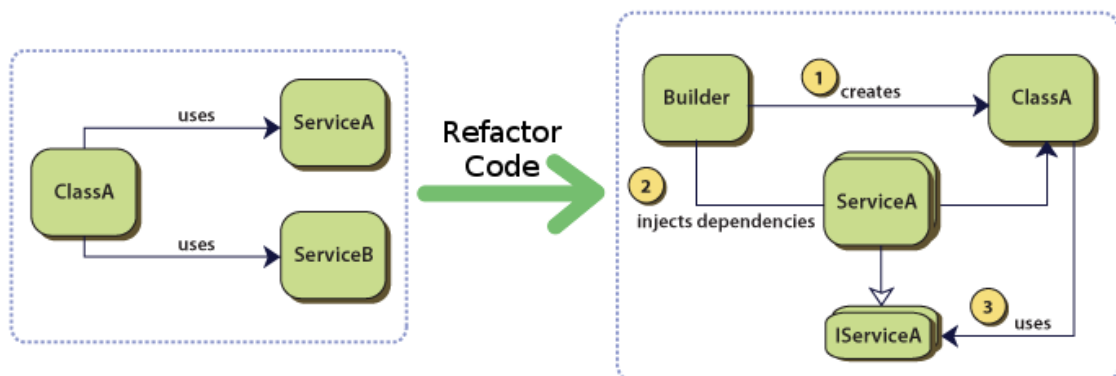 uses
ServiceA
ClassA
uses
ServiceB
Refactor
Code
Builder
1
creates
ClassA
2
injects dependencies
ServiceA
3
uses
IServiceA